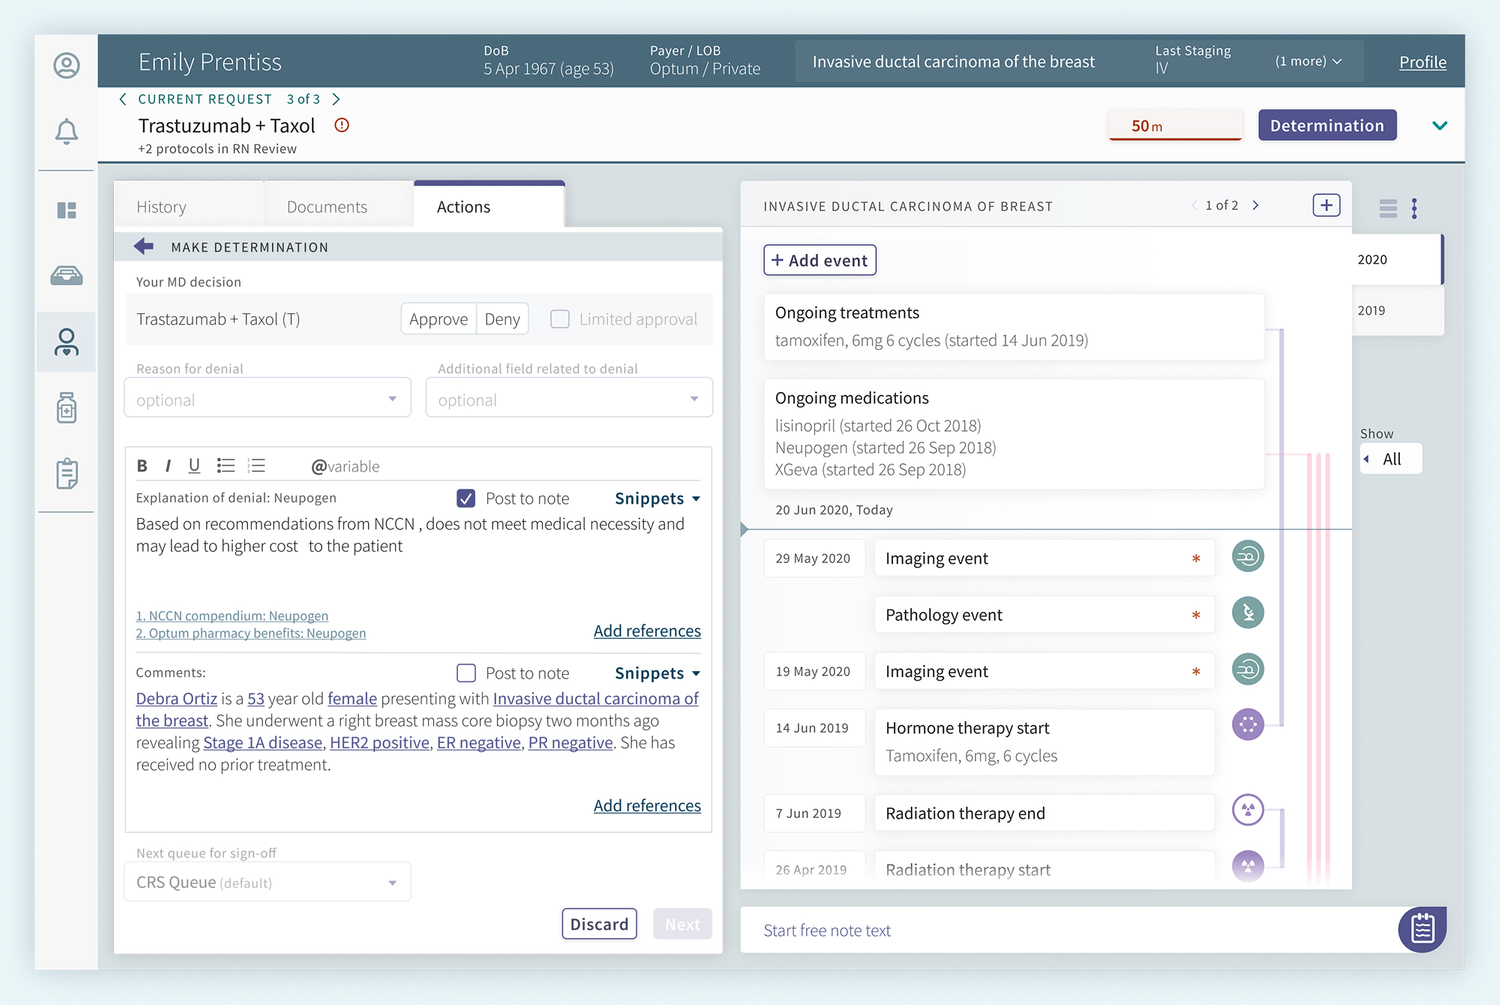 Emily Prentiss
DoB
5 Apr 1967 (age 53)
Payer / LOB
Optum / Private
Invasive ductal carcinoma of the breast
Last Staging
IV
(1 more)
Profile
CURRENT REQUEST 3 of 3
Trastuzumab + Taxol
+2 protocols in RN Review
50m
Determination
History
Documents
Actions
MAKE DETERMINATION
Your MD decision
Trastazumab + Taxol (T)
Approve
Deny
Limited approval
Reason for denial
optional
Additional field related to denial
optional
B I U @variable
Explanation of denial: Neupogen
Post to note
Snippets
Based on recommendations from NCCN , does not meet medical necessity and
may lead to higher cost to the patient
1. NCCN compendium: Neupogen
2. Optum pharmacy benefits: Neupogen
Add references
Comments:
Post to note
Snippets
Debra Ortiz is a 53 year old female presenting with Invasive ductal carcinoma of
the breast. She underwent a right breast mass core biopsy two months ago
revealing Stage 1A disease, HER2 positive, ER negative, PR negative. She has
received no prior treatment.
Add references
Next queue for sign-off
CRS Queue (default)
Discard
Next
INVASIVE DUCTAL CARCINOMA OF BREAST
1 of 2
+
+ Add event
Ongoing treatments
tamoxifen, 6mg 6 cycles (started 14 Jun 2019)
Ongoing medications
lisinopril (started 26 Oct 2018)
Neupogen (started 26 Sep 2018)
XGeva (started 26 Sep 2018)
20 Jun 2020, Today
29 May 2020
Imaging event *
Pathology event *
19 May 2020
Imaging event *
14 Jun 2019
Hormone therapy start
Tamoxifen, 6mg, 6 cycles
7 Jun 2019
Radiation therapy end
26 Apr 2019
Radiation therapy start
2020
2019
Show
All
Start free note text